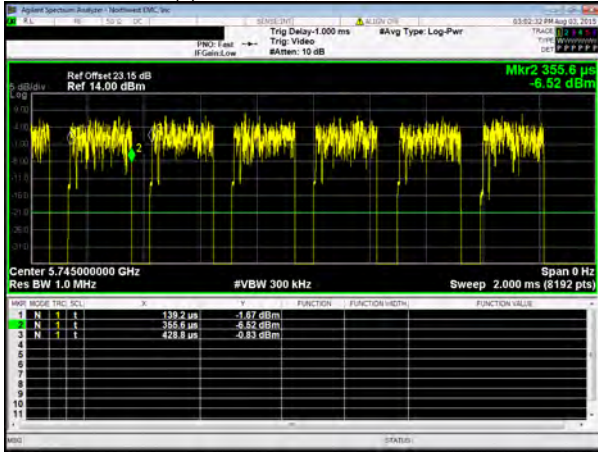 Agilent Spectrum Analyzer - Northwest EMC, Inc
RL RF 50 Ω DC SENSE:INT ALIGN OFF 03:02:32 PM Aug 03, 2015
Trig Delay-1.000 ms #Avg Type: Log-Pwr TRACE 1 2 3 4 5 6
PNO: Fast Trig: Video TYPE
IFGain:Low #Atten: 10 dB DET P P P P P P
Mkr2 355.6 µs
Ref Offset 23.15 dB
5 dB/div Ref 14.00 dBm -6.52 dBm
Log
9.00
4.00
-1.00
-6.00
-11.0
-16.0
-21.0
-26.0
-31.0
Center 5.745000000 GHz Span 0 Hz
Res BW 1.0 MHz #VBW 300 kHz Sweep 2.000 ms (8192 pts)
MKR MODE TRC SCL X Y FUNCTION FUNCTION WIDTH FUNCTION VALUE
1 N 1 t 139.2 µs -1.67 dBm
2 N 1 t 355.6 µs -6.52 dBm
3 N 1 t 428.8 µs -0.83 dBm
4
5
6
7
8
9
10
11
MSG STATUS